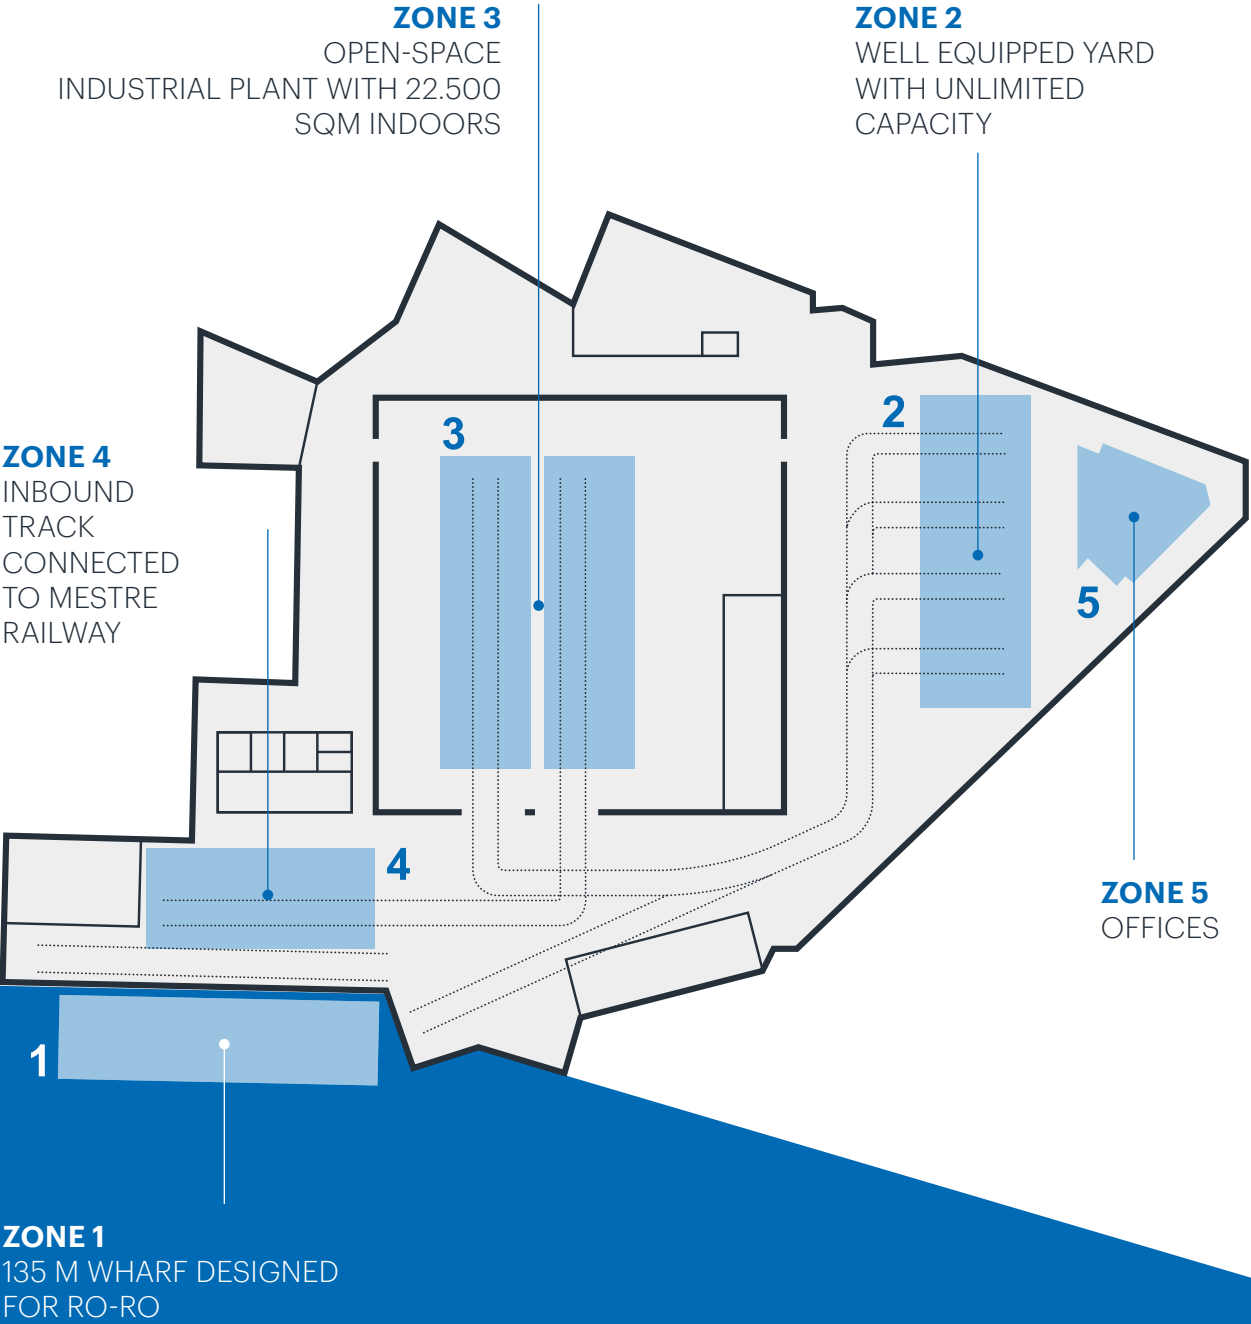 ZONE 3
OPEN-SPACE
INDUSTRIAL PLANT WITH 22.500
SQM INDOORS
ZONE 2
WELL EQUIPPED YARD
WITH UNLIMITED
CAPACITY
2
3
ZONE 4
INBOUND
TRACK
CONNECTED
TO MESTRE
RAILWAY
5
4
ZONE 5
OFFICES
1
ZONE 1
135 M WHARF DESIGNED
FOR RO-RO